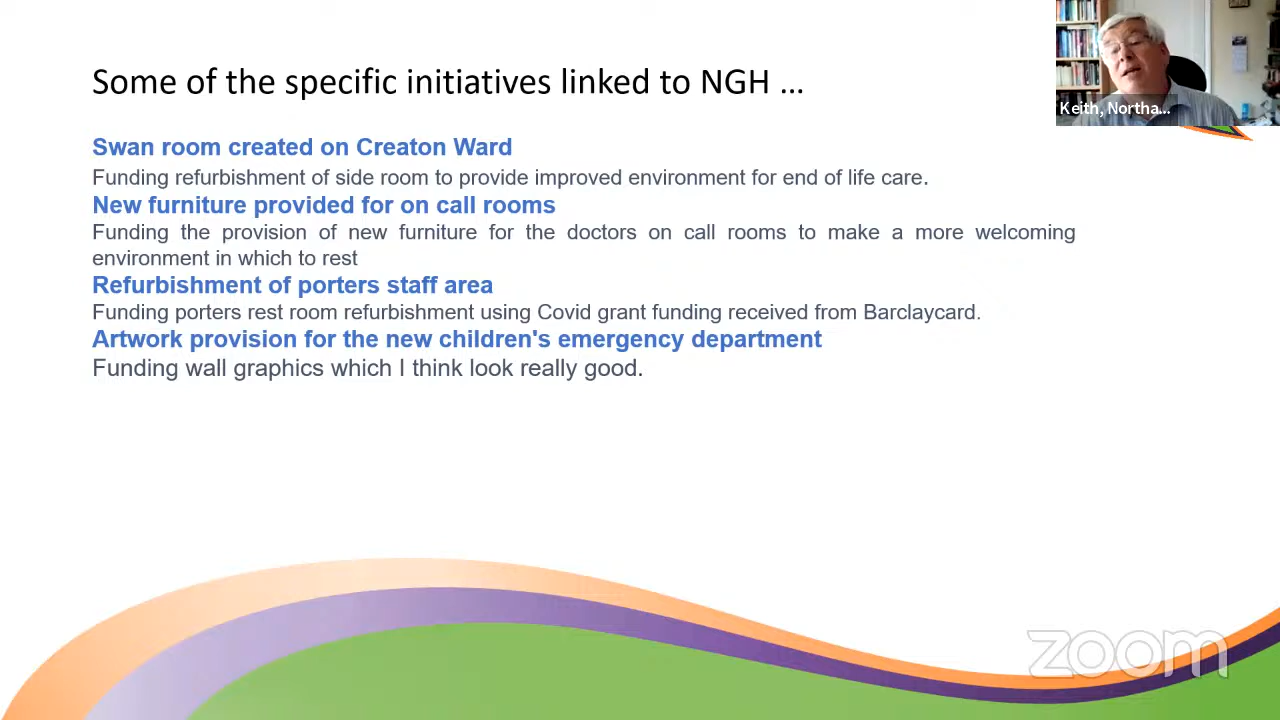 Some of the specific initiatives linked to NGH ...
Keith, Northa...
Swan room created on Creaton Ward
Funding refurbishment of side room to provide improved environment for end of life care.
New furniture provided for on call rooms
Funding the provision of new furniture for the doctors on call rooms to make a more welcoming
environment in which to rest
Refurbishment of porters staff area
Funding porters rest room refurbishment using Covid grant funding received from Barclaycard.
Artwork provision for the new children's emergency department
Funding wall graphics which I think look really good.
zoom